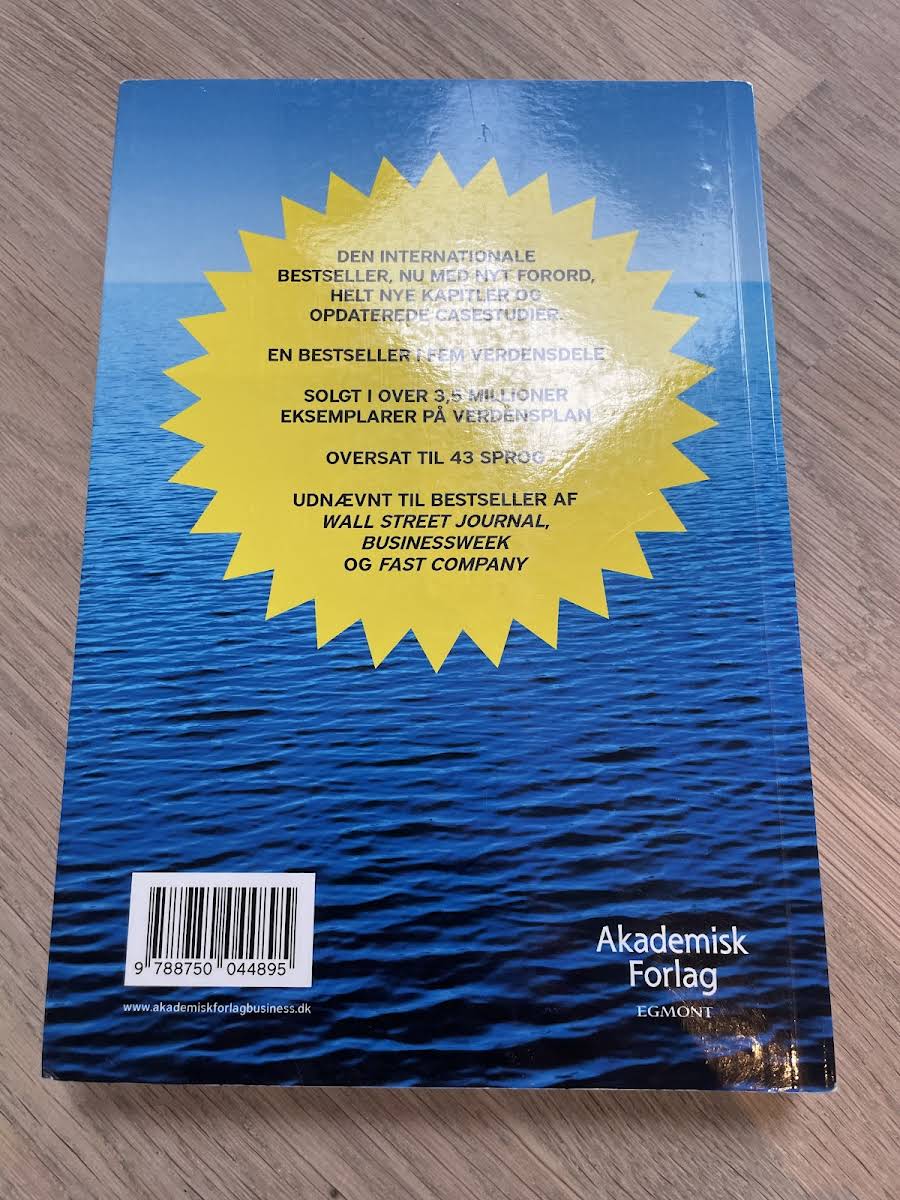 DEN INTERNATIONALE
BESTSELLER, NU MED NYT FORORD,
HELT NYE KAPITLER OG
OPDATEREDE CASESTUDIER.
EN BESTSELLER I FEM VERDENSDELE
SOLGT I OVER 3,5 MILLIONER
EKSEMPLARER PÅ VERDENSPLAN
OVERSAT TIL 43 SPROG
UDNÆVNT TIL BESTSELLER AF
WALL STREET JOURNAL,
BUSINESSWEEK
OG FAST COMPANY
9 788750 044895
www.akademiskforlagbusiness.dk
Akademisk
Forlag
EGMONT